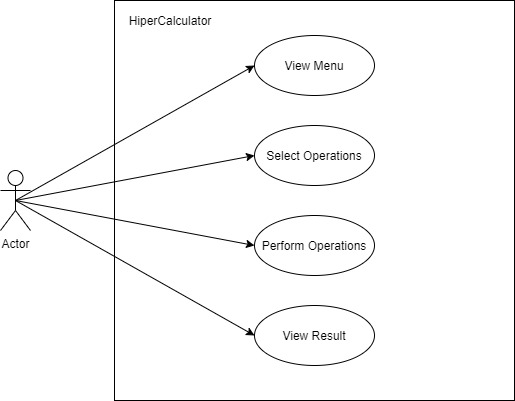 HiperCalculator
View Menu
Select Operations
Actor
Perform Operations
View Result